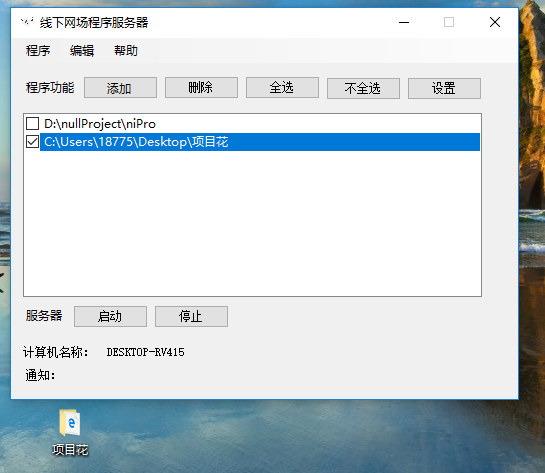 线下网场程序服务器
程序 编辑 帮助
程序功能 添加 删除 全选 不全选 设置
D:\nullProject\niPro
C:\Users\18775\Desktop\项目花
服务器 启动 停止
计算机名称: DESKTOP-RV415
通知:
项目花